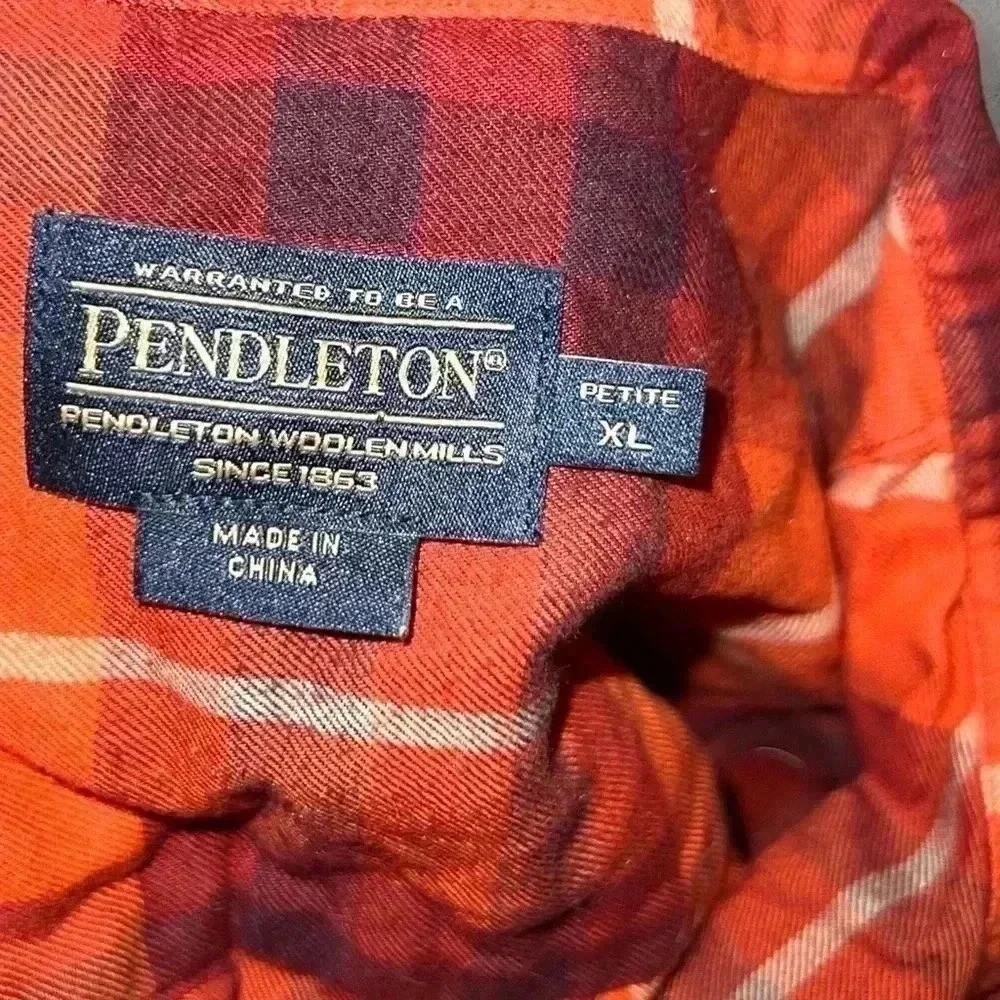 WARRANTED TO BE A
PENDLETON®
PENDLETON WOOLEN MILLS
SINCE 1863
PETITE
XL
MADE IN
CHINA